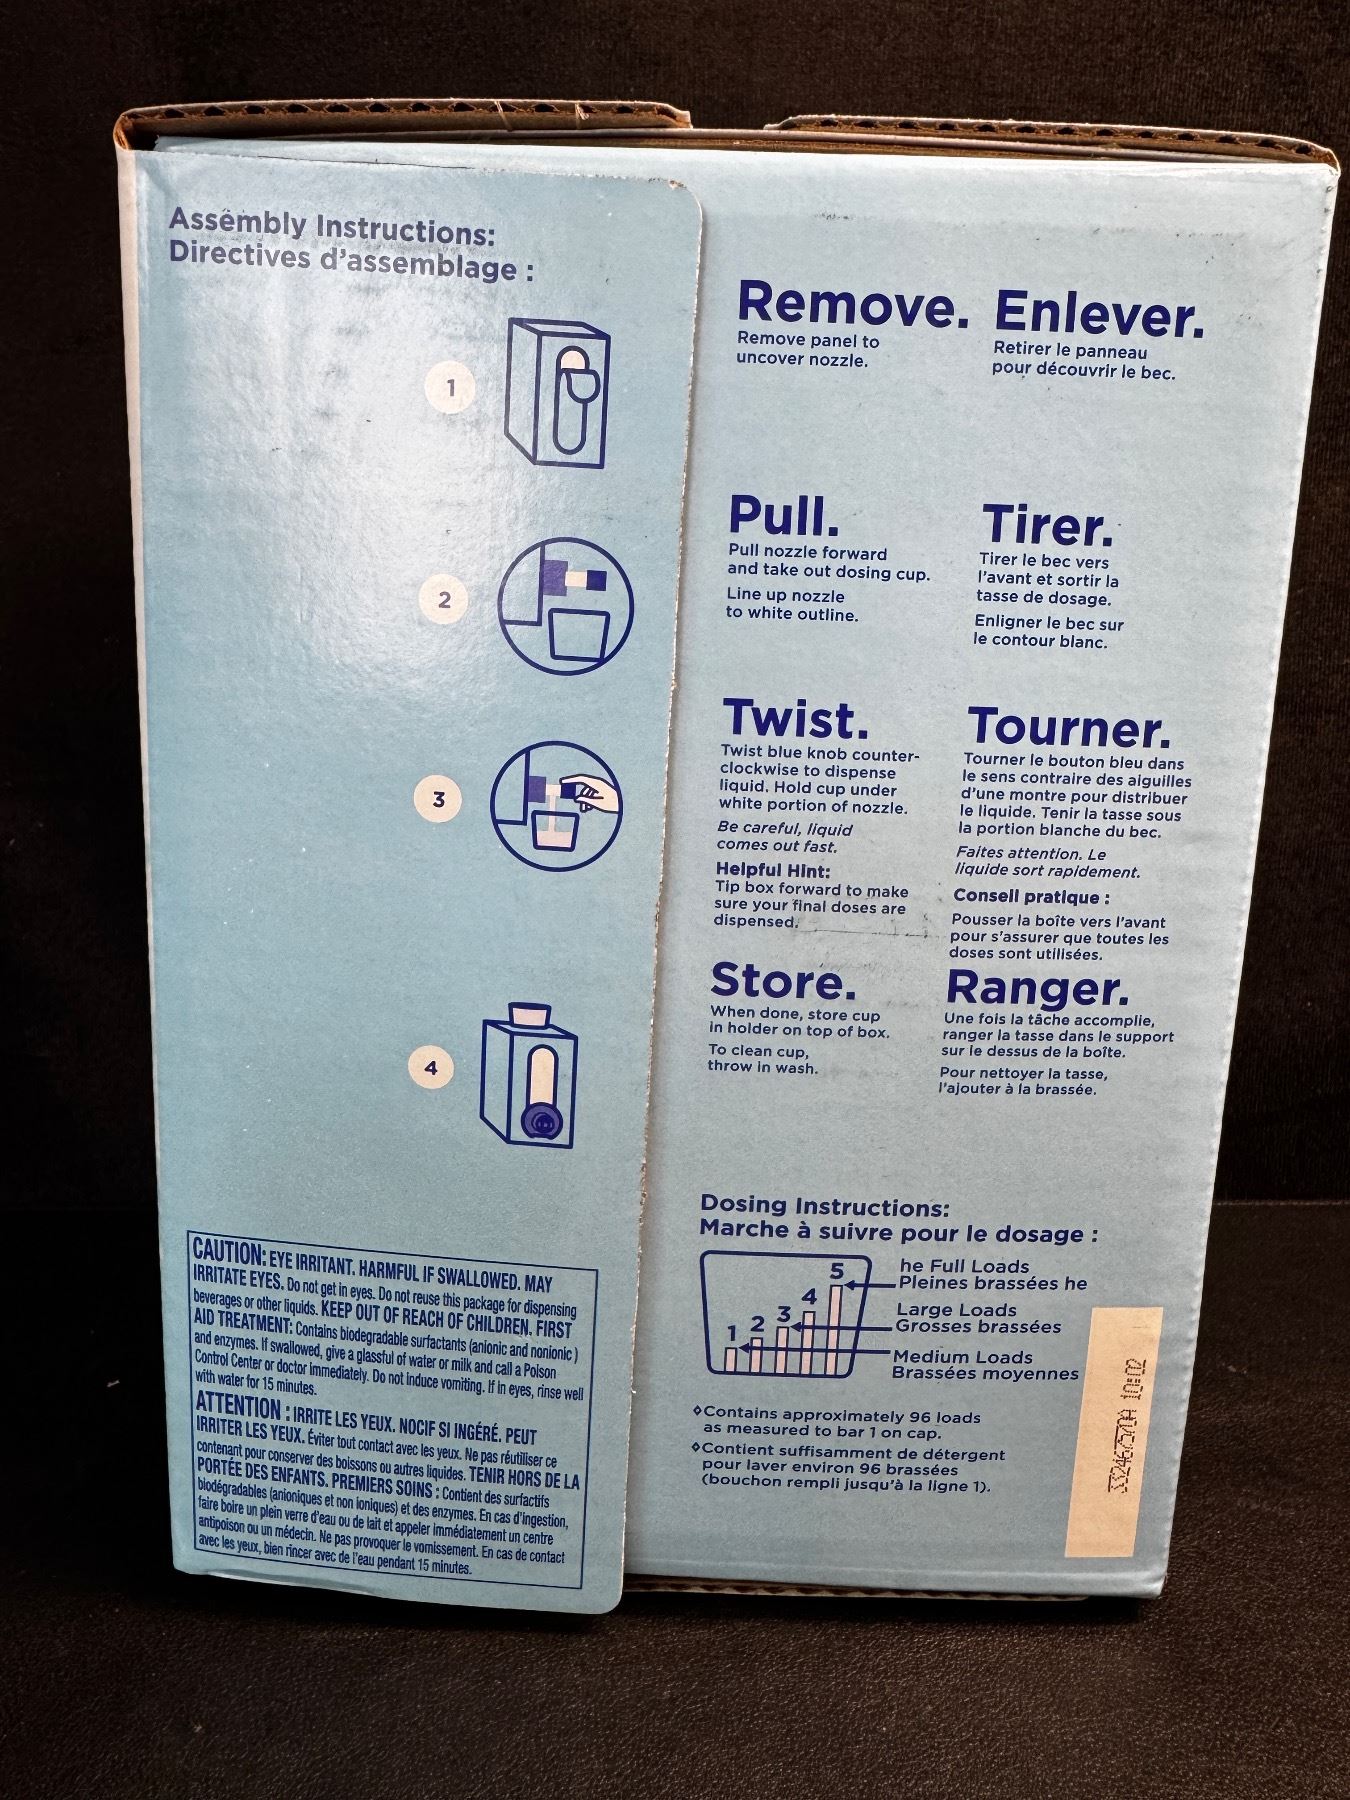 Assembly Instructions:
Directives d'assemblage :
1
2
3
4
CAUTION: EYE IRRITANT. HARMFUL IF SWALLOWED. MAY
IRRITATE EYES. Do not get in eyes. Do not reuse this package for dispensing
beverages or other liquids. KEEP OUT OF REACH OF CHILDREN. FIRST
AID TREATMENT: Contains biodegradable surfactants (anionic and nonionic)
and enzymes. If swallowed, give a glassful of water or milk and call a Poison
Control Center or doctor immediately. Do not induce vomiting. If in eyes, rinse well
with water for 15 minutes.
ATTENTION : IRRITE LES YEUX. NOCIF SI INGÉRÉ. PEUT
IRRITER LES YEUX. Éviter tout contact avec les yeux. Ne pas réutiliser ce
contenant pour conserver des boissons ou autres liquides. TENIR HORS DE LA
PORTÉE DES ENFANTS. PREMIERS SOINS : Contient des surfactifs
biodégradables (anioniques et non ioniques) et des enzymes. En cas d'ingestion,
faire boire un plein verre d'eau ou de lait et appeler immédiatement un centre
antipoison ou un médecin. Ne pas provoquer le vomissement. En cas de contact
avec les yeux, bien rincer avec de l'eau pendant 15 minutes.
Remove.
Remove panel to
uncover nozzle.
Enlever.
Retirer le panneau
pour découvrir le bec.
Pull.
Pull nozzle forward
and take out dosing cup.
Line up nozzle
to white outline.
Tirer.
Tirer le bec vers
l'avant et sortir la
tasse de dosage.
Enligner le bec sur
le contour blanc.
Twist.
Twist blue knob counter-
clockwise to dispense
liquid. Hold cup under
white portion of nozzle.
Be careful, liquid
comes out fast.
Helpful Hint:
Tip box forward to make
sure your final doses are
dispensed.
Tourner.
Tourner le bouton bleu dans
le sens contraire des aiguilles
d'une montre pour distribuer
le liquide. Tenir la tasse sous
la portion blanche du bec.
Faites attention. Le
liquide sort rapidement.
Conseil pratique :
Pousser la boîte vers l'avant
pour s'assurer que toutes les
doses sont utilisées.
Store.
When done, store cup
in holder on top of box.
To clean cup,
throw in wash.
Ranger.
Une fois la tâche accomplie,
ranger la tasse dans le support
sur le dessus de la boîte.
Pour nettoyer la tasse,
l'ajouter à la brassée.
Dosing Instructions:
Marche à suivre pour le dosage :
1 2 3 4 5
he Full Loads
Pleines brassées he
Large Loads
Grosses brassées
Medium Loads
Brassées moyennes
◊Contains approximately 96 loads
as measured to bar 1 on cap.
◊Contient suffisamment de détergent
pour laver environ 96 brassées
(bouchon rempli jusqu'à la ligne 1).